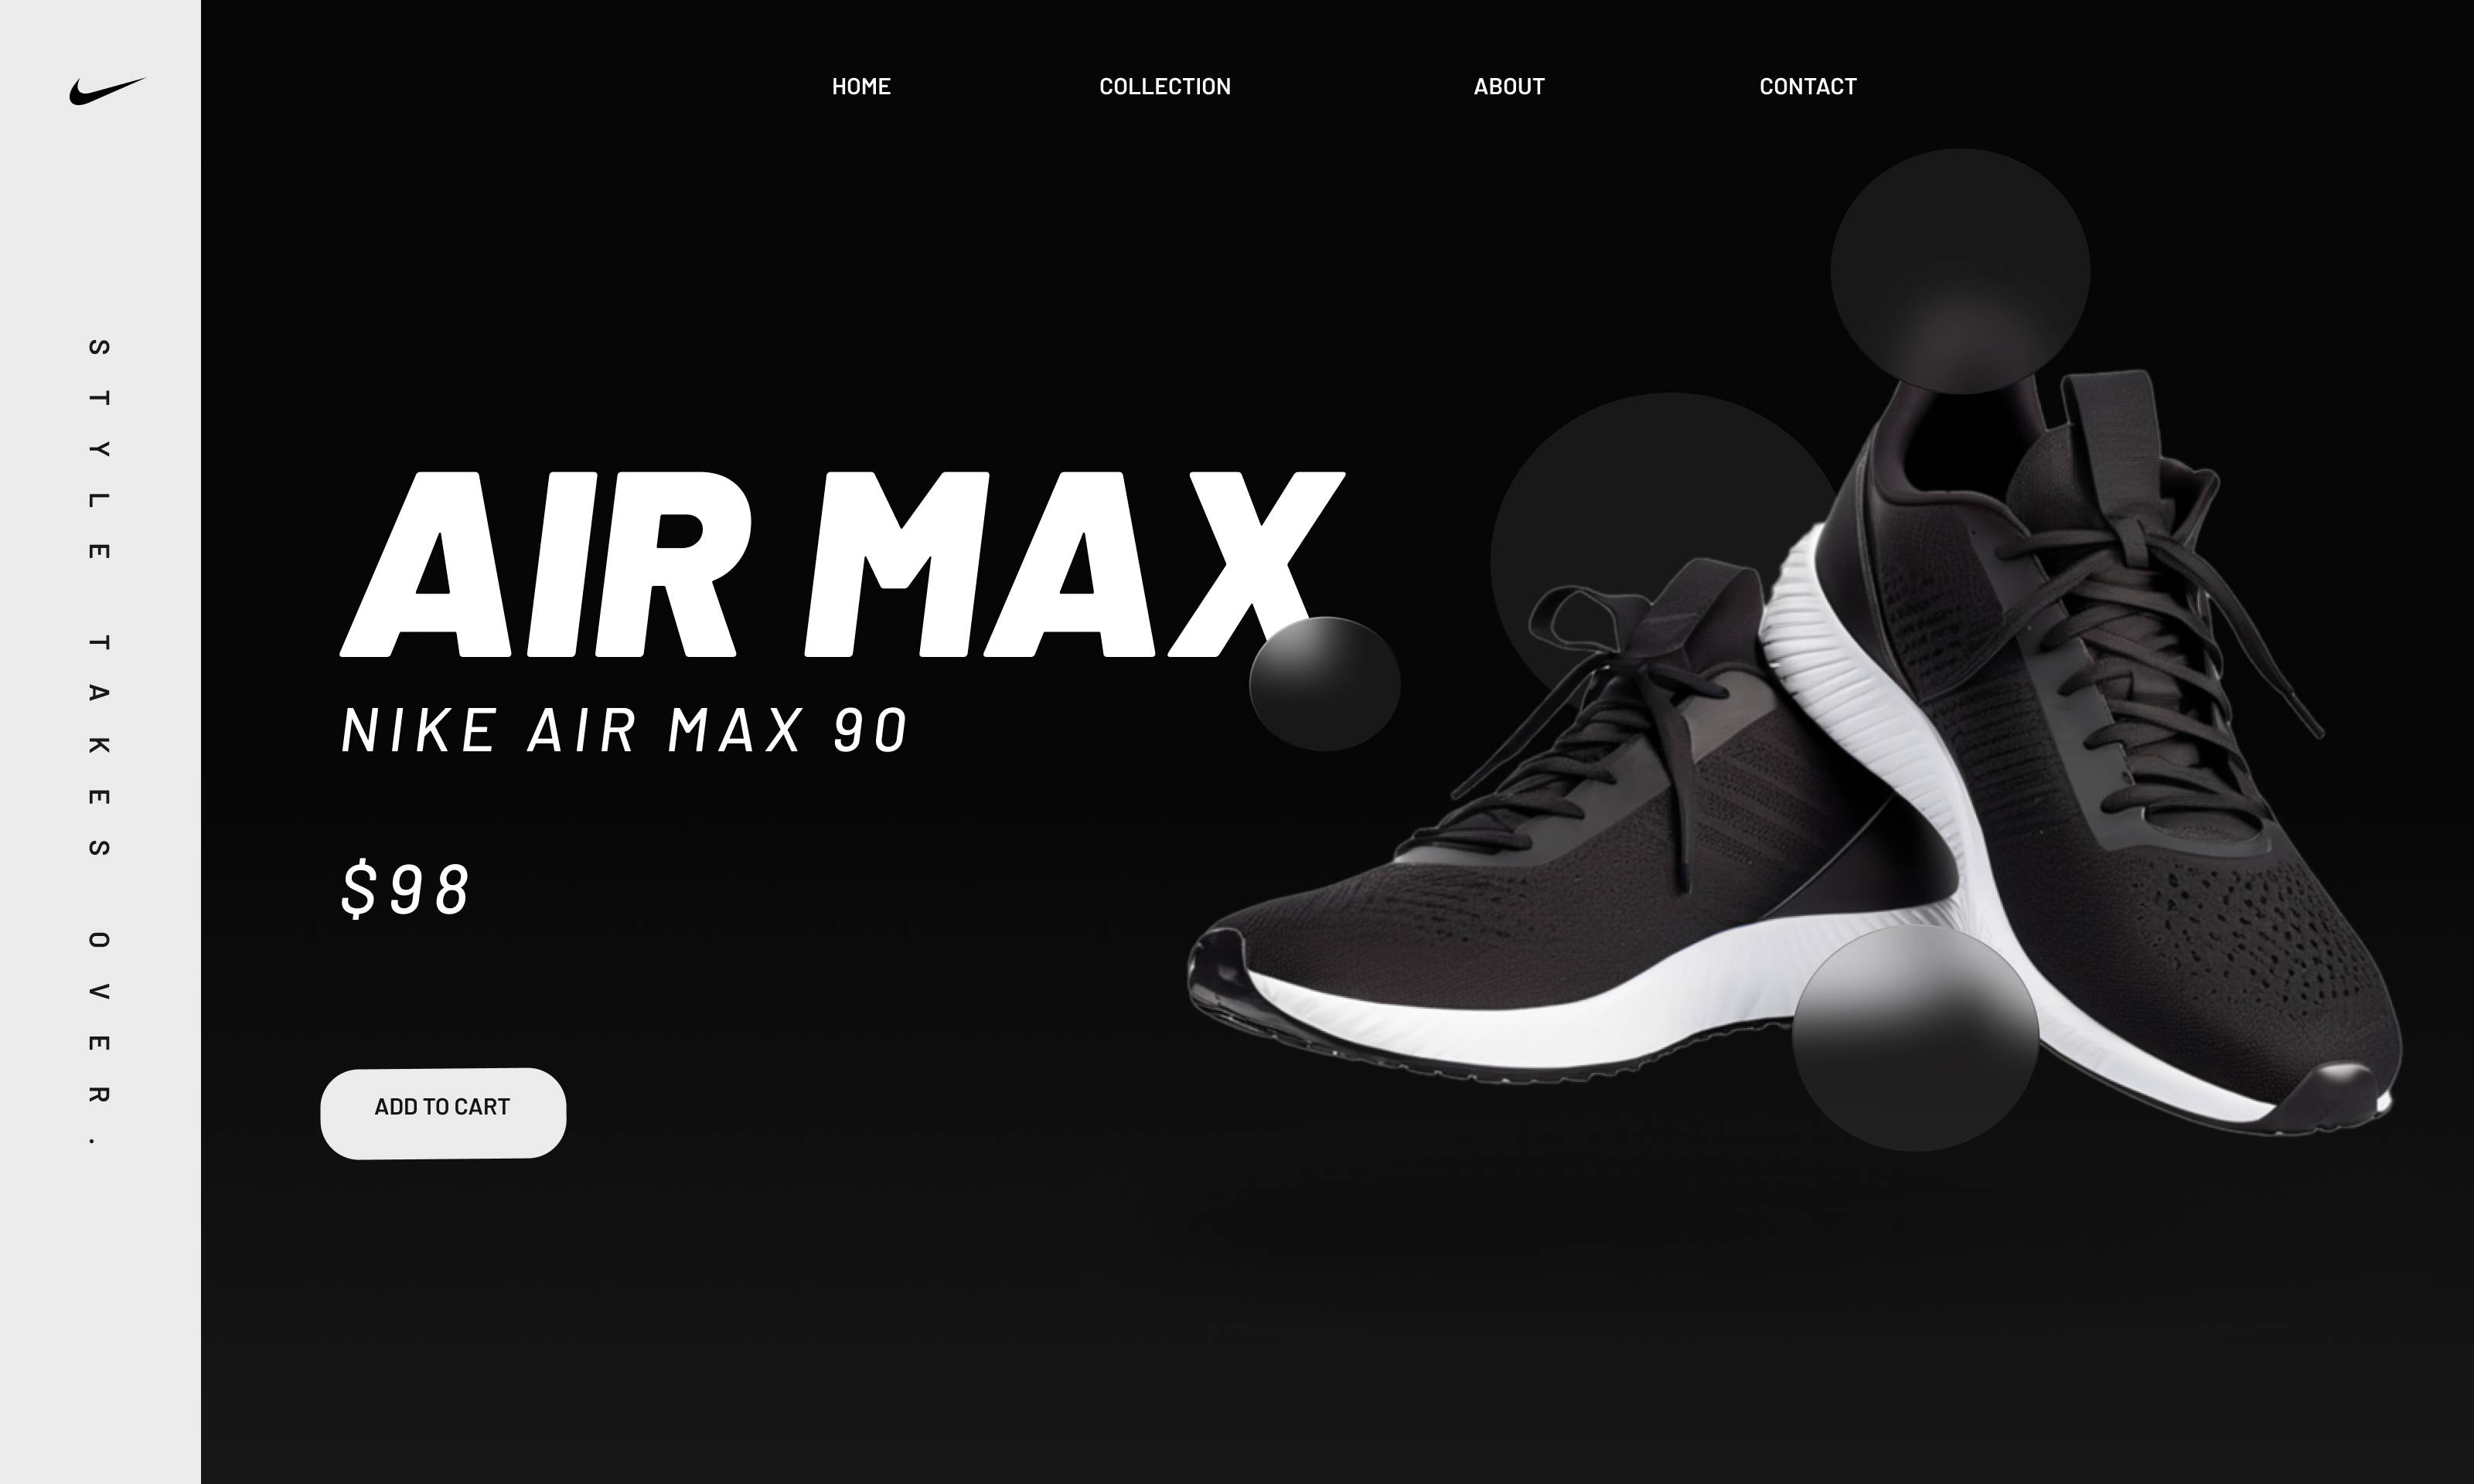 HOME COLLECTION ABOUT CONTACT
STYLE TAKES OVER.
AIR MAX
NIKE AIR MAX 90
$98
ADD TO CART